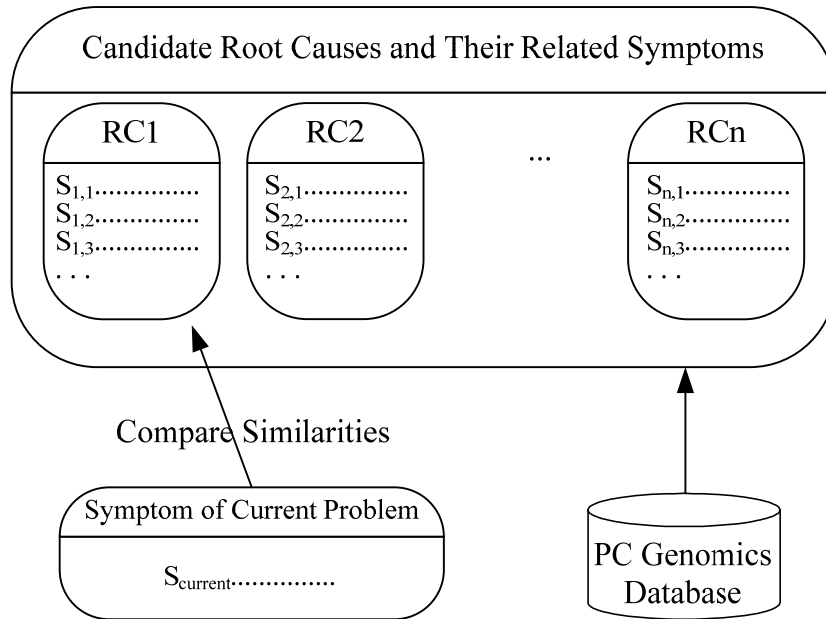 Candidate Root Causes and Their Related Symptoms
RC1
S1,1...............
S1,2...............
S1,3...............
. . .
RC2
S2,1...............
S2,2...............
S2,3...............
. . .
...
RCn
Sn,1...............
Sn,2...............
Sn,3...............
. . .
Compare Similarities
Symptom of Current Problem
Scurrent...............
PC Genomics
Database